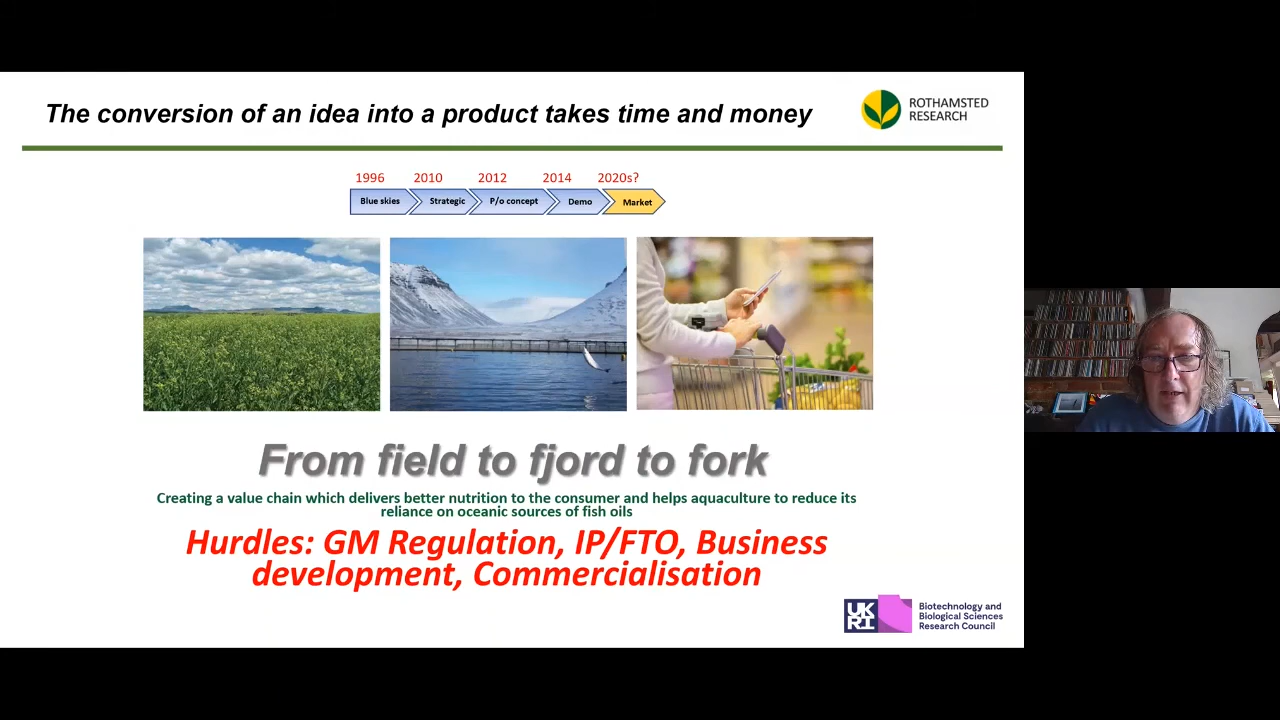 The conversion of an idea into a product takes time and money
ROTHAMSTED
RESEARCH
1996 2010 2012 2014 2020s?
Blue skies Strategic P/o concept Demo Market
From field to fjord to fork
Creating a value chain which delivers better nutrition to the consumer and helps aquaculture to reduce its
reliance on oceanic sources of fish oils
Hurdles: GM Regulation, IP/FTO, Business
development, Commercialisation
UK
RI
Biotechnology and
Biological Sciences
Research Council